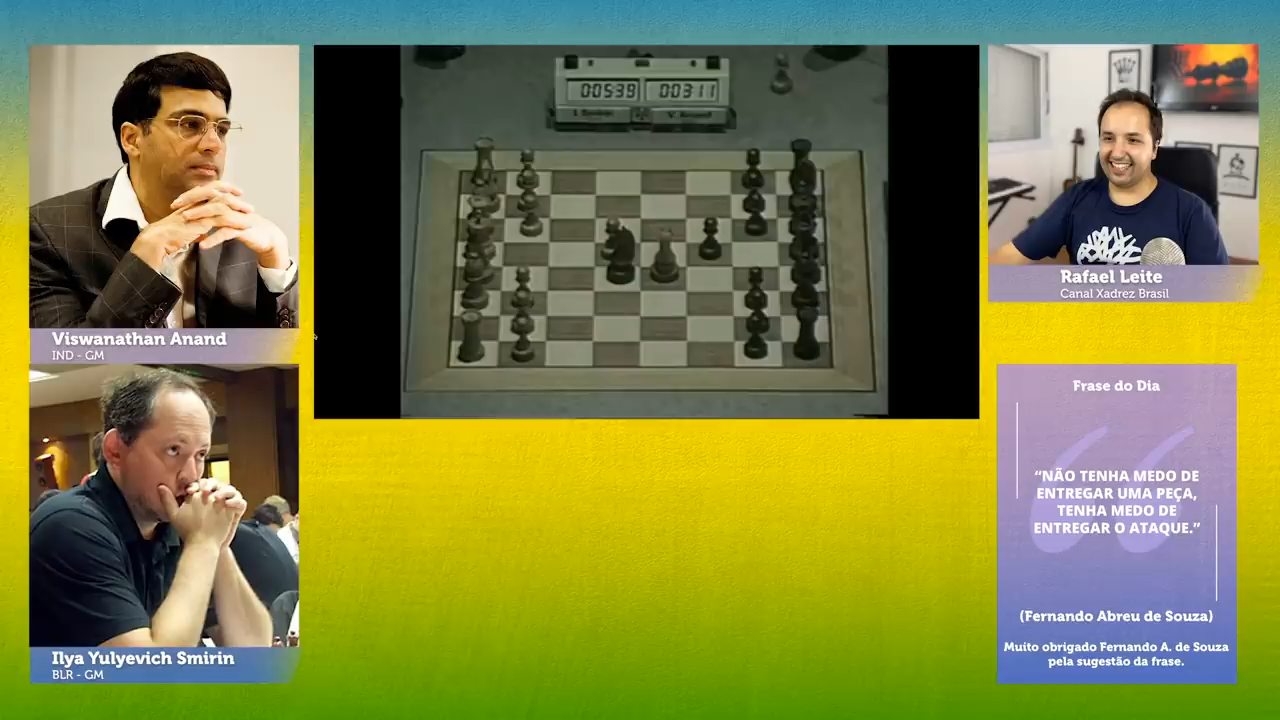 00539
00311
V. Anand
Viswanathan Anand
IND - GM
Ilya Yulyevich Smirin
BLR - GM
Rafael Leite
Canal Xadrez Brasil
Frase do Dia
“NÃO TENHA MEDO DE
ENTREGAR UMA PEÇA,
TENHA MEDO DE
ENTREGAR O ATAQUE.”
(Fernando Abreu de Souza)
Muito obrigado Fernando A. de Souza
pela sugestão da frase.